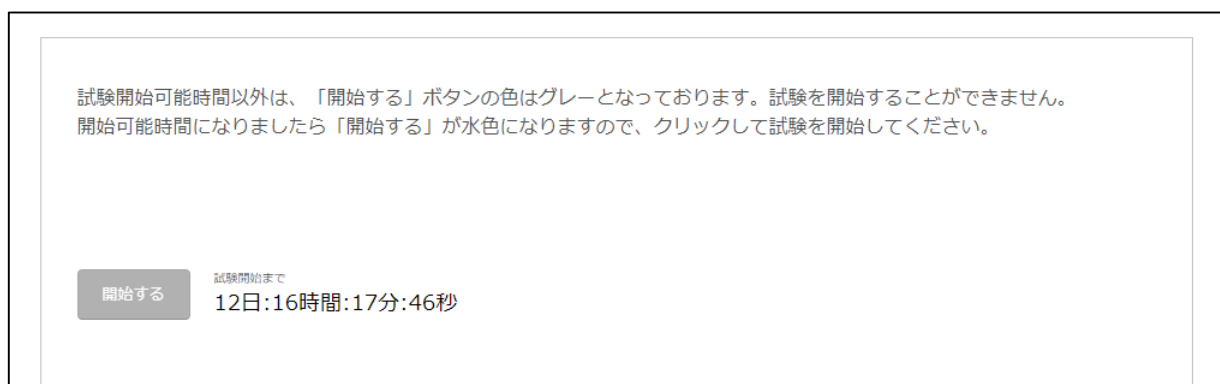 試験開始可能時間以外は、「開始する」ボタンの色はグレーとなっております。試験を開始することができません。
開始可能時間になりましたら「開始する」が水色になりますので、クリックして試験を開始してください。
試験開始まで
開始する
12日:16時間:17分:46秒